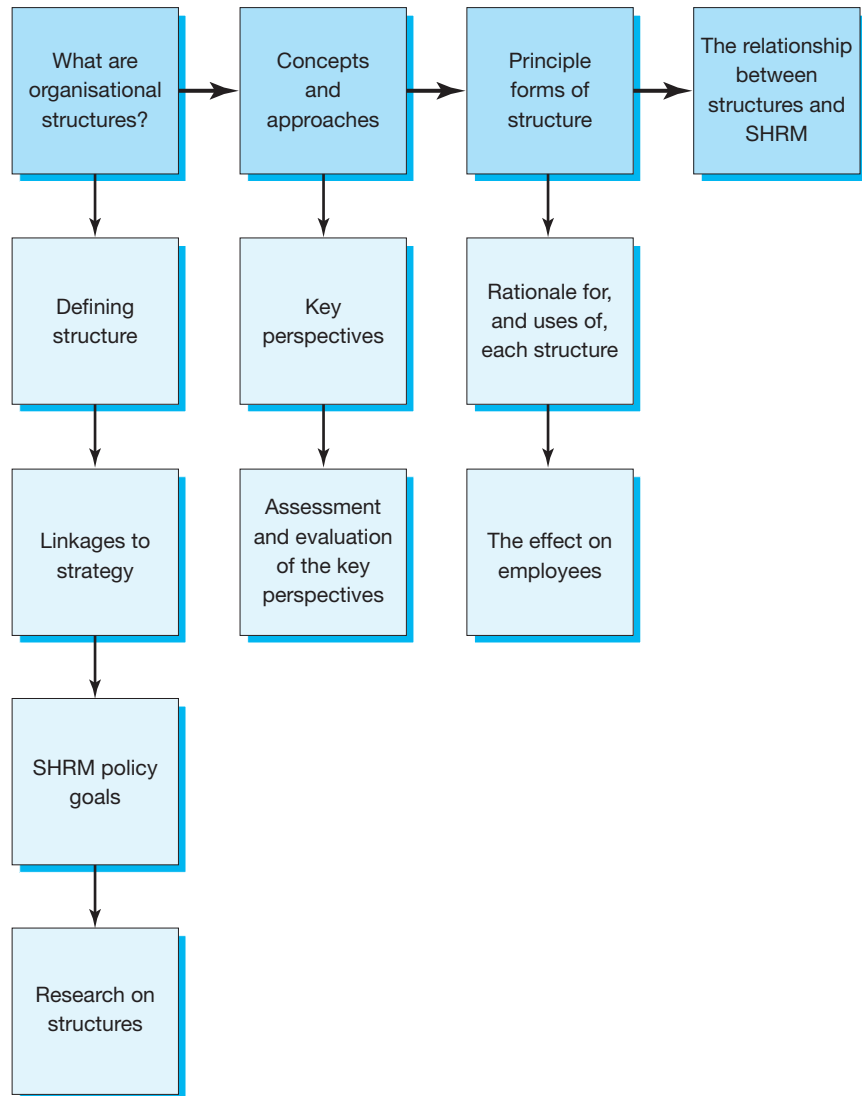 What are
organisational
structures?
Concepts
and
approaches
Principle
forms of
structure
The relationship
between
structures and
SHRM
Defining
structure
Key
perspectives
Rationale for,
and uses of,
each structure
Linkages to
strategy
Assessment
and evaluation
of the key
perspectives
The effect on
employees
SHRM policy
goals
Research on
structures